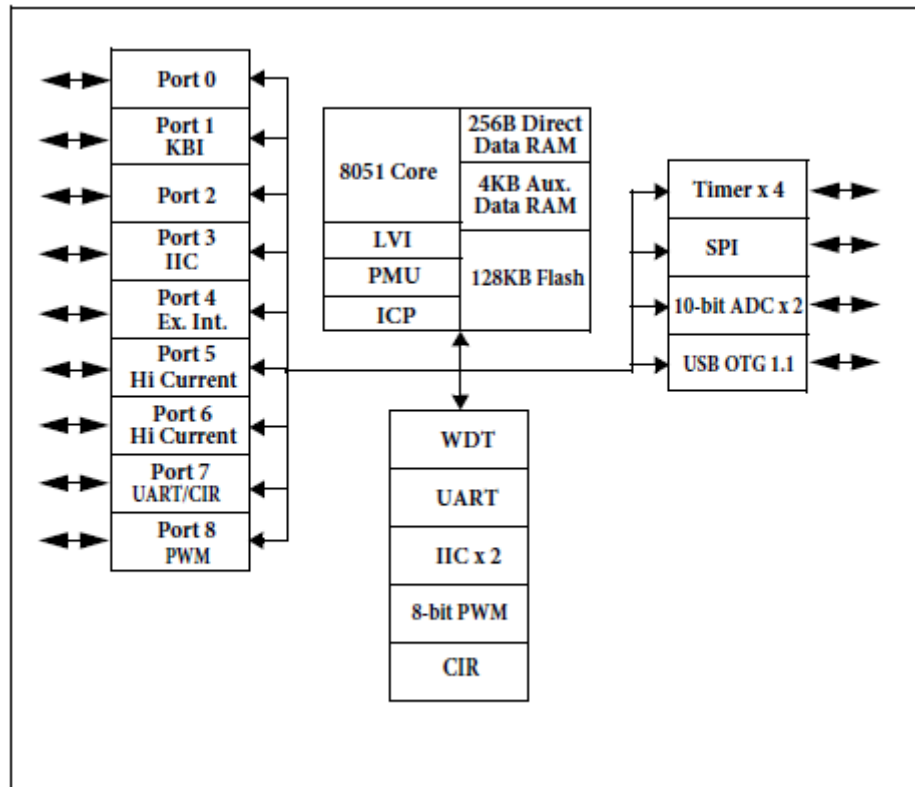 Port 0
Port 1
KBI
Port 2
Port 3
IIC
Port 4
Ex. Int.
Port 5
Hi Current
Port 6
Hi Current
Port 7
UART/CIR
Port 8
PWM
8051 Core
LVI
PMU
ICP
256B Direct
Data RAM
4KB Aux.
Data RAM
128KB Flash
WDT
UART
IIC x 2
8-bit PWM
CIR
Timer x 4
SPI
10-bit ADC x 2
USB OTG 1.1